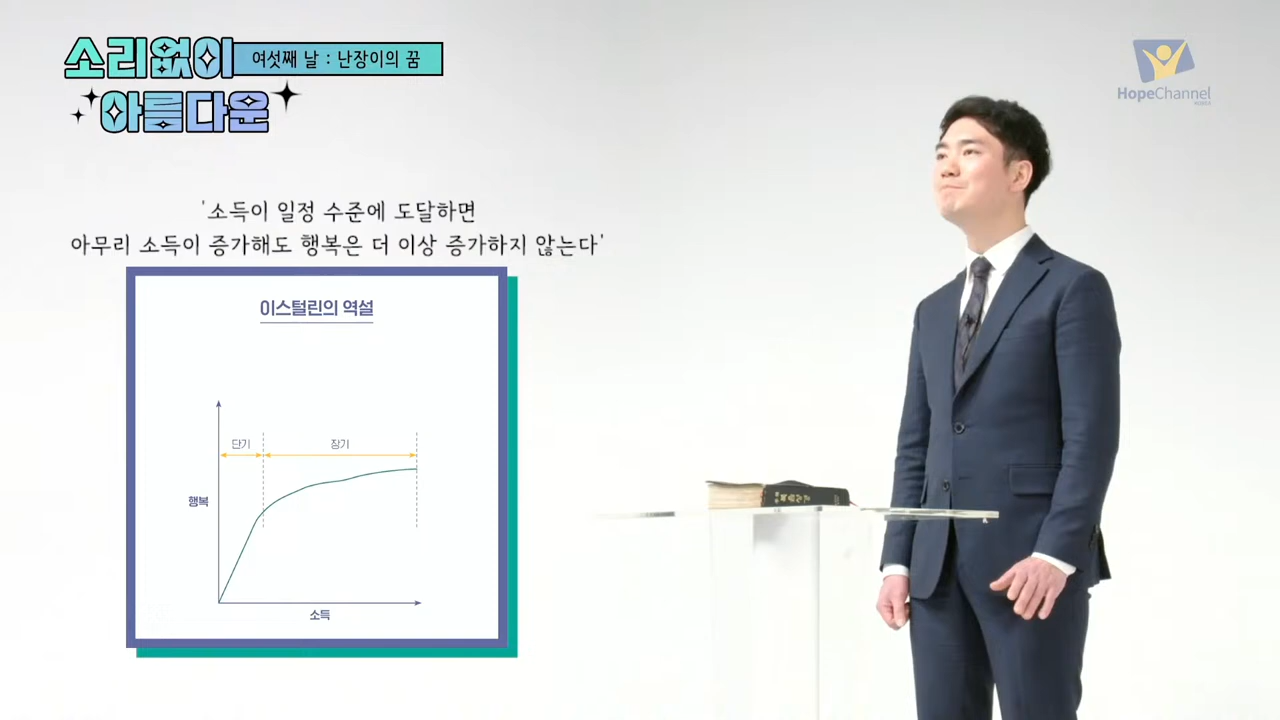 소리없이
아름다운
여섯째 날 : 난장이의 꿈
HopeChannel
KOREA
'소득이 일정 수준에 도달하면
아무리 소득이 증가해도 행복은 더 이상 증가하지 않는다'
이스털린의 역설
단기
장기
행복
소득